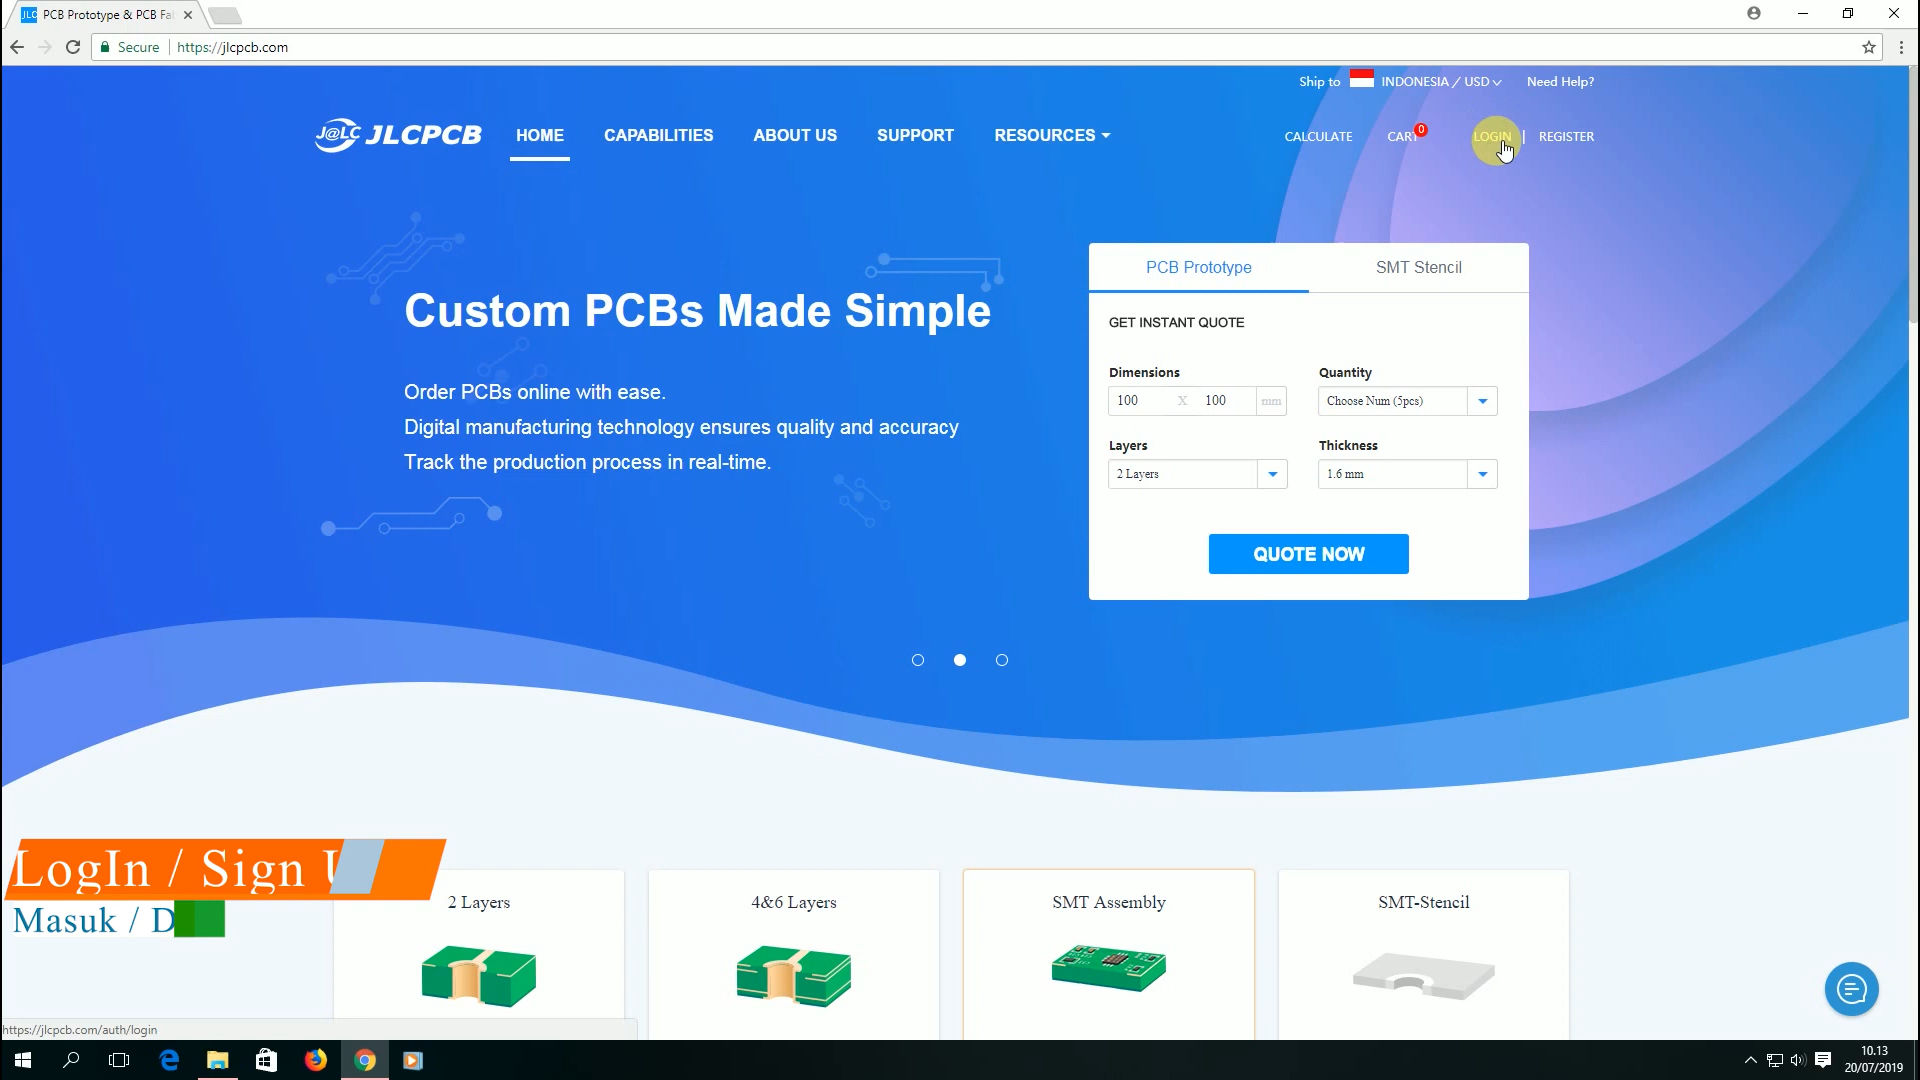 JLC PCB Prototype & PCB Fa
Secure https://jlcpcb.com
Ship to INDONESIA / USD Need Help?
J@LC JLCPCB HOME CAPABILITIES ABOUT US SUPPORT RESOURCES CALCULATE CART 0 LOGIN | REGISTER
PCB Prototype SMT Stencil
Custom PCBs Made Simple
GET INSTANT QUOTE
Dimensions Quantity
100 X 100 mm Choose Num (5pcs)
Order PCBs online with ease.
Digital manufacturing technology ensures quality and accuracy
Track the production process in real-time.
Layers Thickness
2 Layers 1.6 mm
QUOTE NOW
LogIn / Sign U
Masuk / D
2 Layers 4&6 Layers SMT Assembly SMT-Stencil
https://jlcpcb.com/auth/login
10.13
20/07/2019